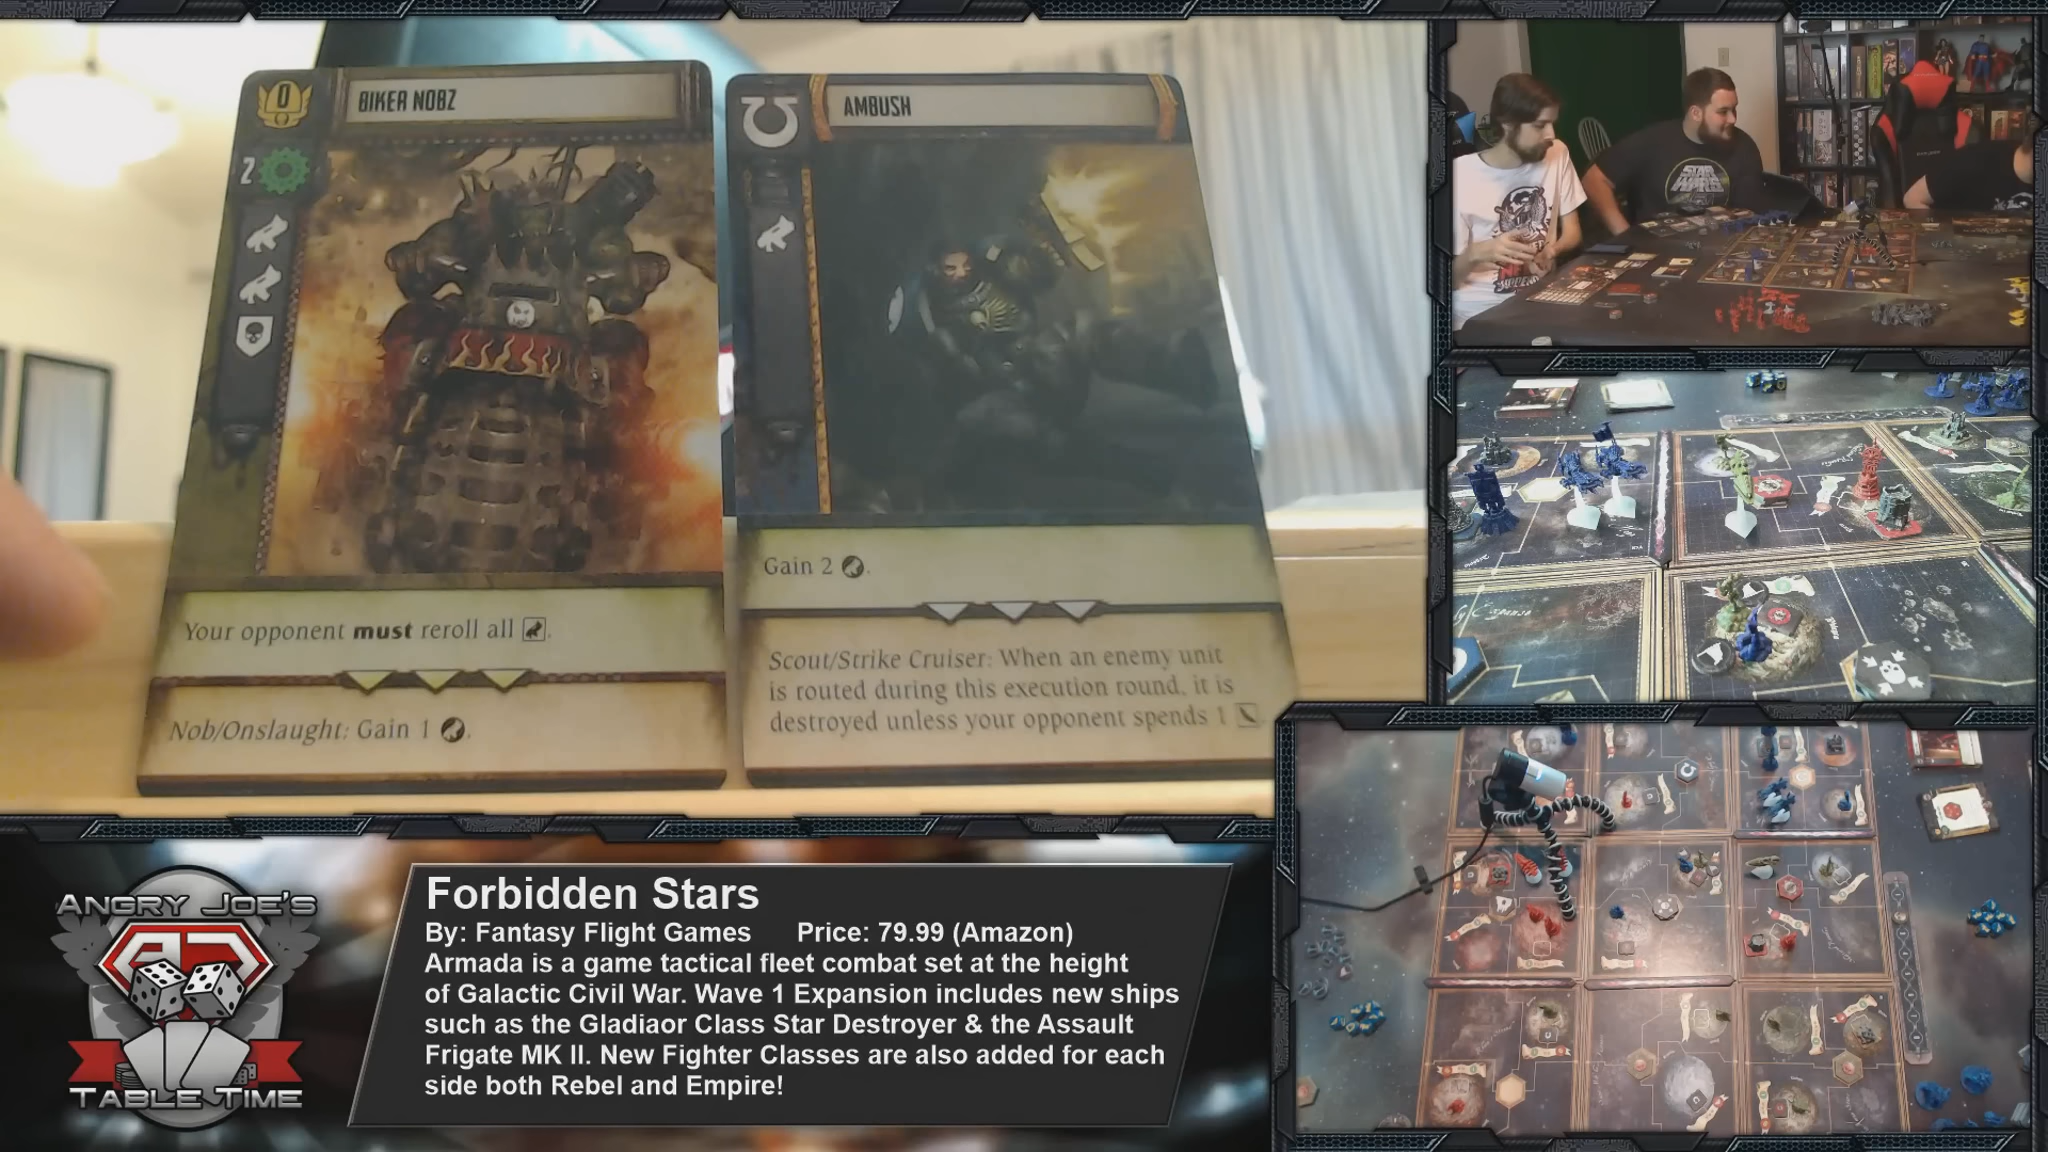 0
BIKER NOBZ
2
Your opponent must reroll all
Nob/Onslaught: Gain 1
AMBUSH
Gain 2
Scout/Strike Cruiser: When an enemy unit
is routed during this execution round, it is
destroyed unless your opponent spends 1
STAR
WARS
ANGRY JOE'S
AJ
TABLE TIME
Forbidden Stars
By: Fantasy Flight Games Price: 79.99 (Amazon)
Armada is a game tactical fleet combat set at the height
of Galactic Civil War. Wave 1 Expansion includes new ships
such as the Gladiaor Class Star Destroyer & the Assault
Frigate MK II. New Fighter Classes are also added for each
side both Rebel and Empire!